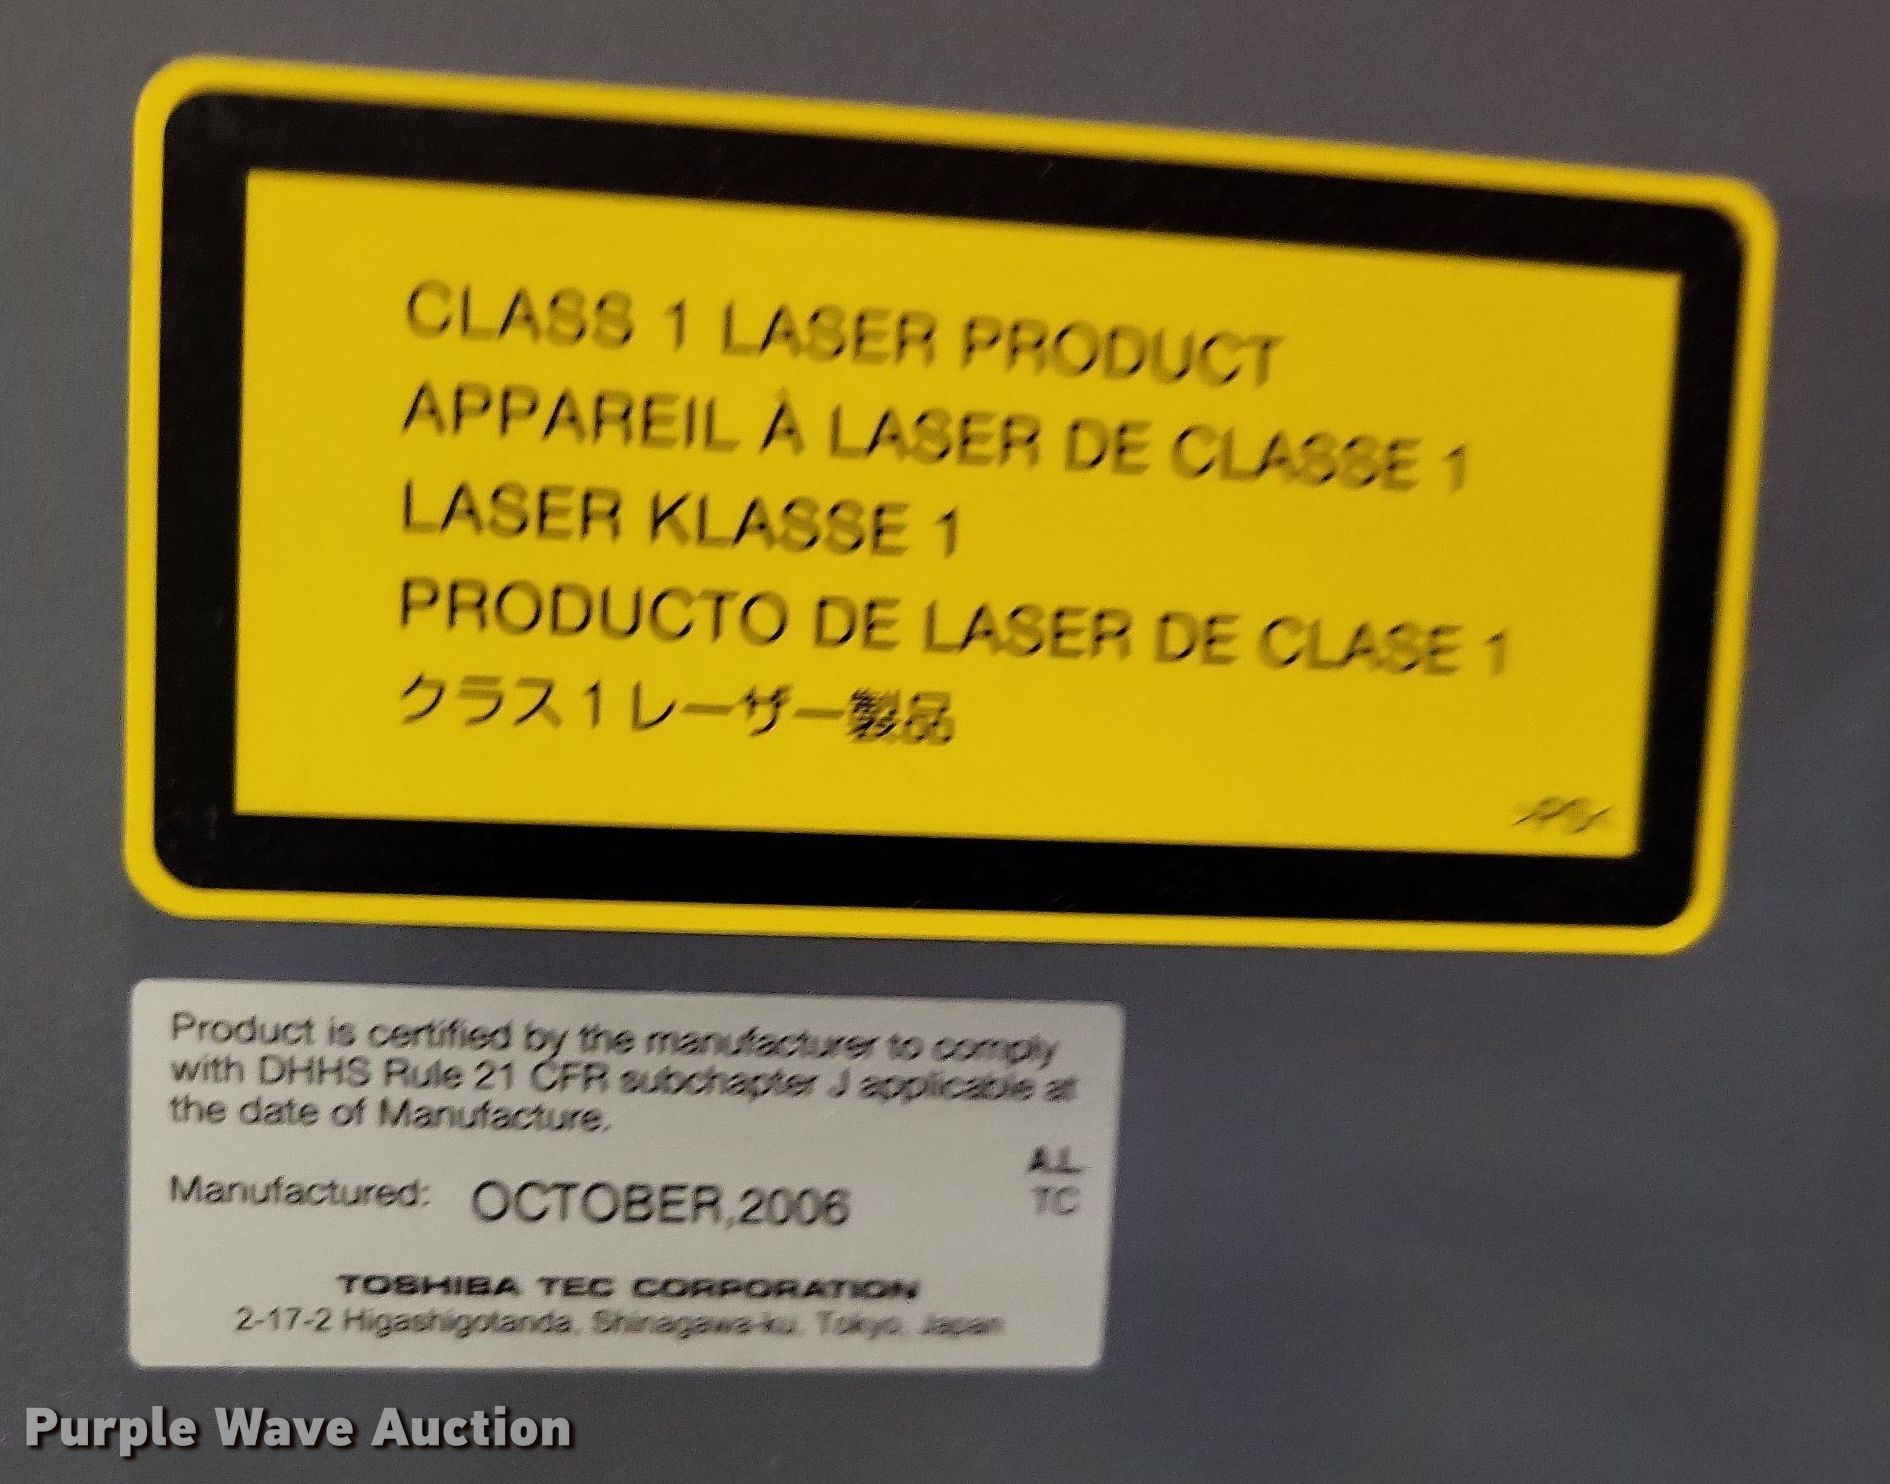 CLASS 1 LASER PRODUCT
APPAREIL À LASER DE CLASSE 1
LASER KLASSE 1
PRODUCTO DE LASER DE CLASE 1
クラス1レーザー製品
Product is certified by the manufacturer to comply
with DHHS Rule 21 CFR subchapter J applicable at
the date of Manufacture.
A.L
TC
Manufactured: OCTOBER,2006
TOSHIBA TEC CORPORATION
2-17-2 Higashigotanda, Shinagawa-ku, Tokyo, Japan
Purple Wave Auction